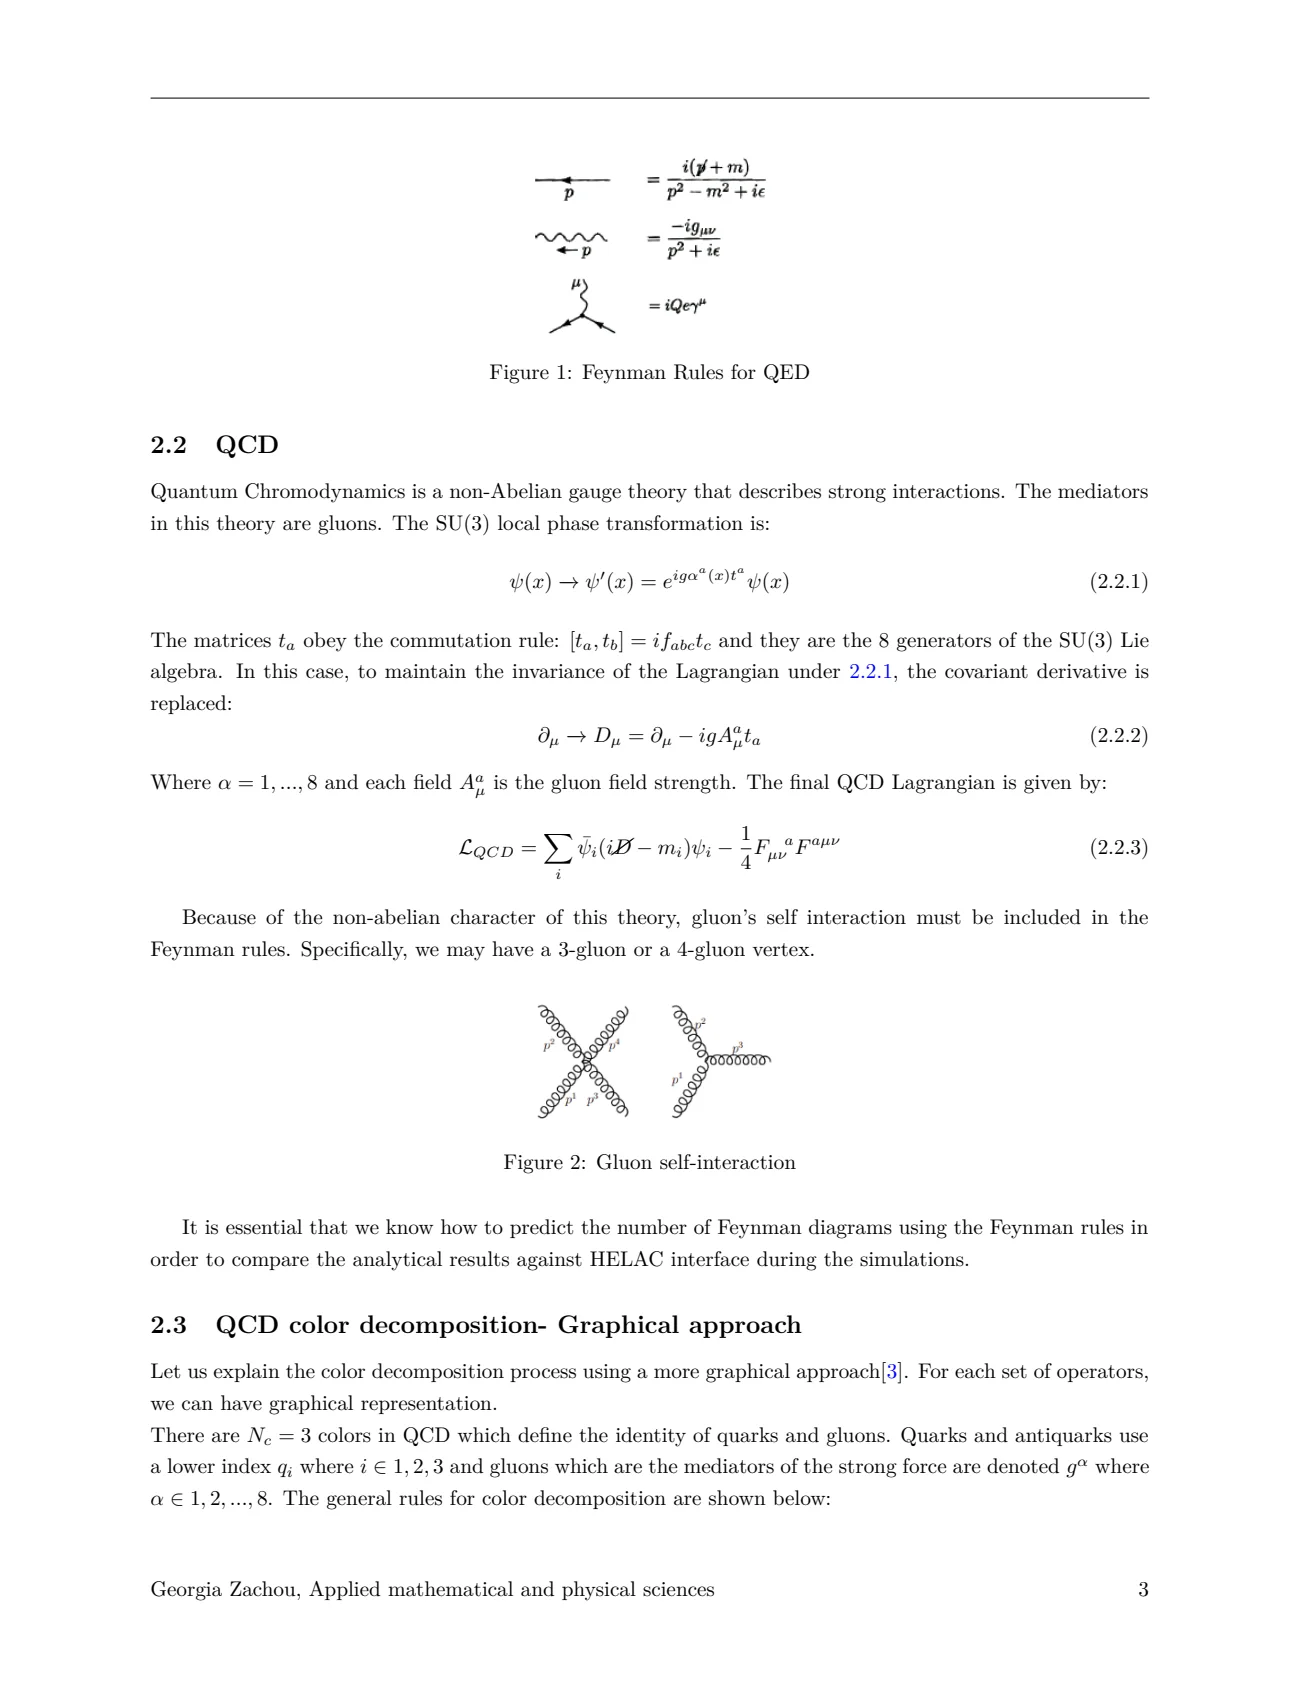 p = i(p̸ + m) / p² − m² + iϵ
p = −ig_μν / p² + iϵ
μ = iQeγ^μ
Figure 1: Feynman Rules for QED
2.2 QCD
Quantum Chromodynamics is a non-Abelian gauge theory that describes strong interactions. The mediators
in this theory are gluons. The SU(3) local phase transformation is:
ψ(x) → ψ′(x) = e^{igα^a(x)t^a} ψ(x) (2.2.1)
The matrices t_a obey the commutation rule: [t_a, t_b] = if_{abc}t_c and they are the 8 generators of the SU(3) Lie
algebra. In this case, to maintain the invariance of the Lagrangian under 2.2.1, the covariant derivative is
replaced:
∂_μ → D_μ = ∂_μ − igA^a_μ t_a (2.2.2)
Where α = 1, ..., 8 and each field A^a_μ is the gluon field strength. The final QCD Lagrangian is given by:
ℒ_{QCD} = ∑_i ψ̄_i(iD̸ − m_i)ψ_i − 1/4 F_{μν}^a F^{aμν} (2.2.3)
Because of the non-abelian character of this theory, gluon's self interaction must be included in the
Feynman rules. Specifically, we may have a 3-gluon or a 4-gluon vertex.
p² p⁴ p¹ p³
p² p³ p¹
Figure 2: Gluon self-interaction
It is essential that we know how to predict the number of Feynman diagrams using the Feynman rules in
order to compare the analytical results against HELAC interface during the simulations.
2.3 QCD color decomposition- Graphical approach
Let us explain the color decomposition process using a more graphical approach[3]. For each set of operators,
we can have graphical representation.
There are N_c = 3 colors in QCD which define the identity of quarks and gluons. Quarks and antiquarks use
a lower index q_i where i ∈ 1, 2, 3 and gluons which are the mediators of the strong force are denoted g^α where
α ∈ 1, 2, ..., 8. The general rules for color decomposition are shown below:
Georgia Zachou, Applied mathematical and physical sciences 3